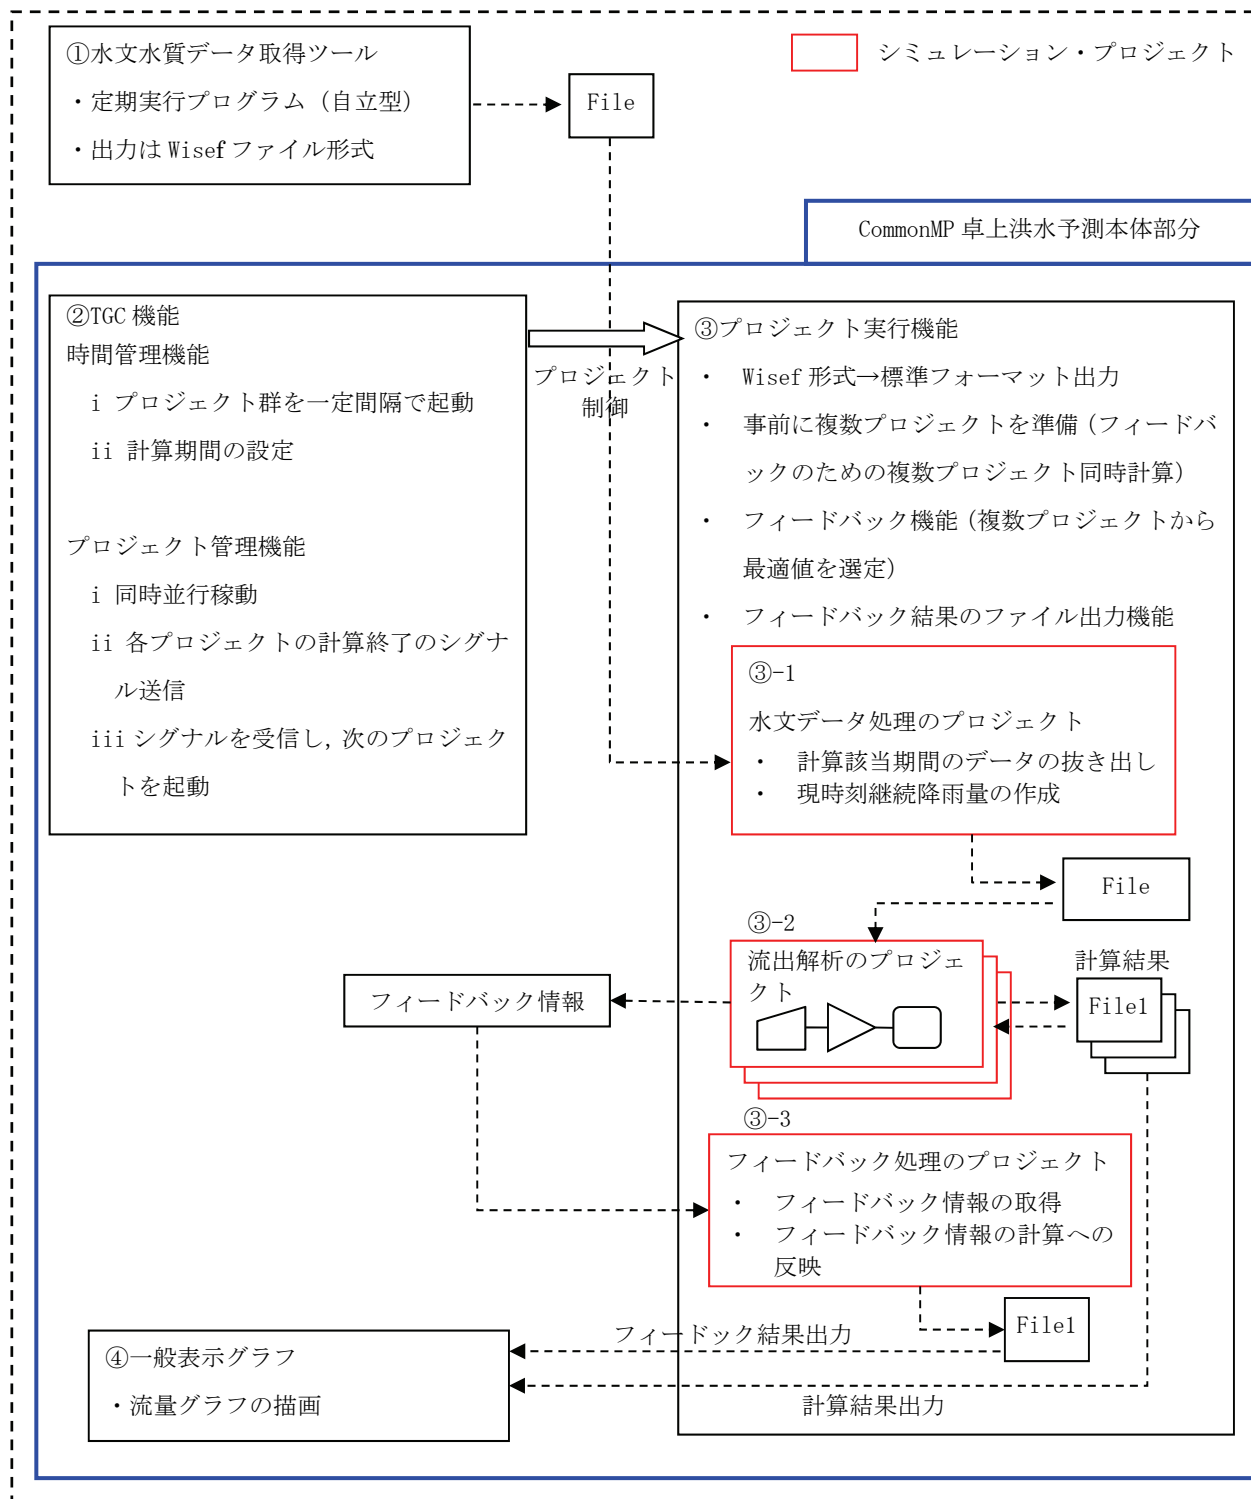 ①水文水質データ取得ツール
・定期実行プログラム（自立型）
・出力は Wisef ファイル形式
File
シミュレーション・プロジェクト
CommonMP 卓上洪水予測本体部分
②TGC 機能
時間管理機能
ⅰ プロジェクト群を一定間隔で起動
ⅱ 計算期間の設定
プロジェクト管理機能
ⅰ 同時並行稼動
ⅱ 各プロジェクトの計算終了のシグナ
ル送信
ⅲ シグナルを受信し, 次のプロジェク
トを起動
プロジェクト
制御
③プロジェクト実行機能
・ Wisef 形式→標準フォーマット出力
・ 事前に複数プロジェクトを準備（フィードバ
ックのための複数プロジェクト同時計算）
・ フィードバック機能（複数プロジェクトから
最適値を選定）
・ フィードバック結果のファイル出力機能
③-1
水文データ処理のプロジェクト
・ 計算該当期間のデータの抜き出し
・ 現時刻継続降雨量の作成
File
③-2
流出解析のプロジェ
クト
計算結果
File1
フィードバック情報
③-3
フィードバック処理のプロジェクト
・ フィードバック情報の取得
・ フィードバック情報の計算への
反映
File1
フィードック結果出力
計算結果出力
④一般表示グラフ
・流量グラフの描画